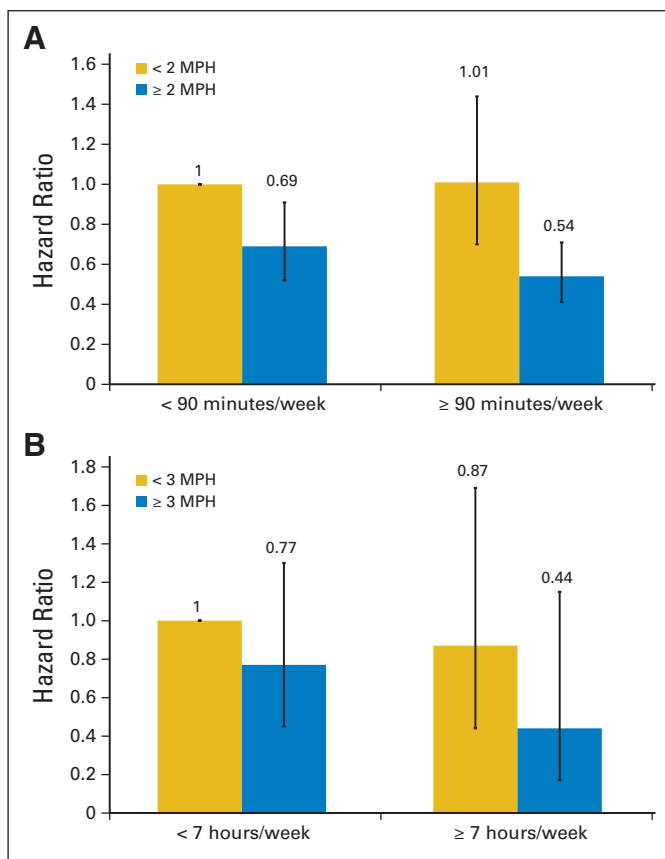 A
Hazard Ratio
1.6
1.4
1.2
1.0
0.8
0.6
0.4
0.2
0
< 2 MPH
≥ 2 MPH
1
0.69
1.01
0.54
< 90 minutes/week
≥ 90 minutes/week
B
Hazard Ratio
1.8
1.6
1.4
1.2
1.0
0.8
0.6
0.4
0.2
0
< 3 MPH
≥ 3 MPH
1
0.77
0.87
0.44
< 7 hours/week
≥ 7 hours/week